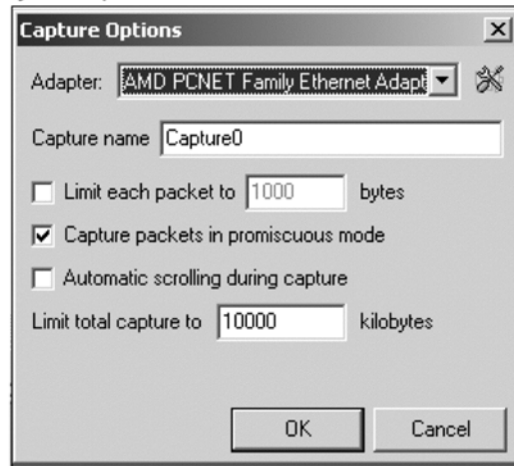 Capture Options
Adapter: AMD PCNET Family Ethernet Adapt
Capture name Capture0
Limit each packet to 1000 bytes
Capture packets in promiscuous mode
Automatic scrolling during capture
Limit total capture to 10000 kilobytes
OK Cancel